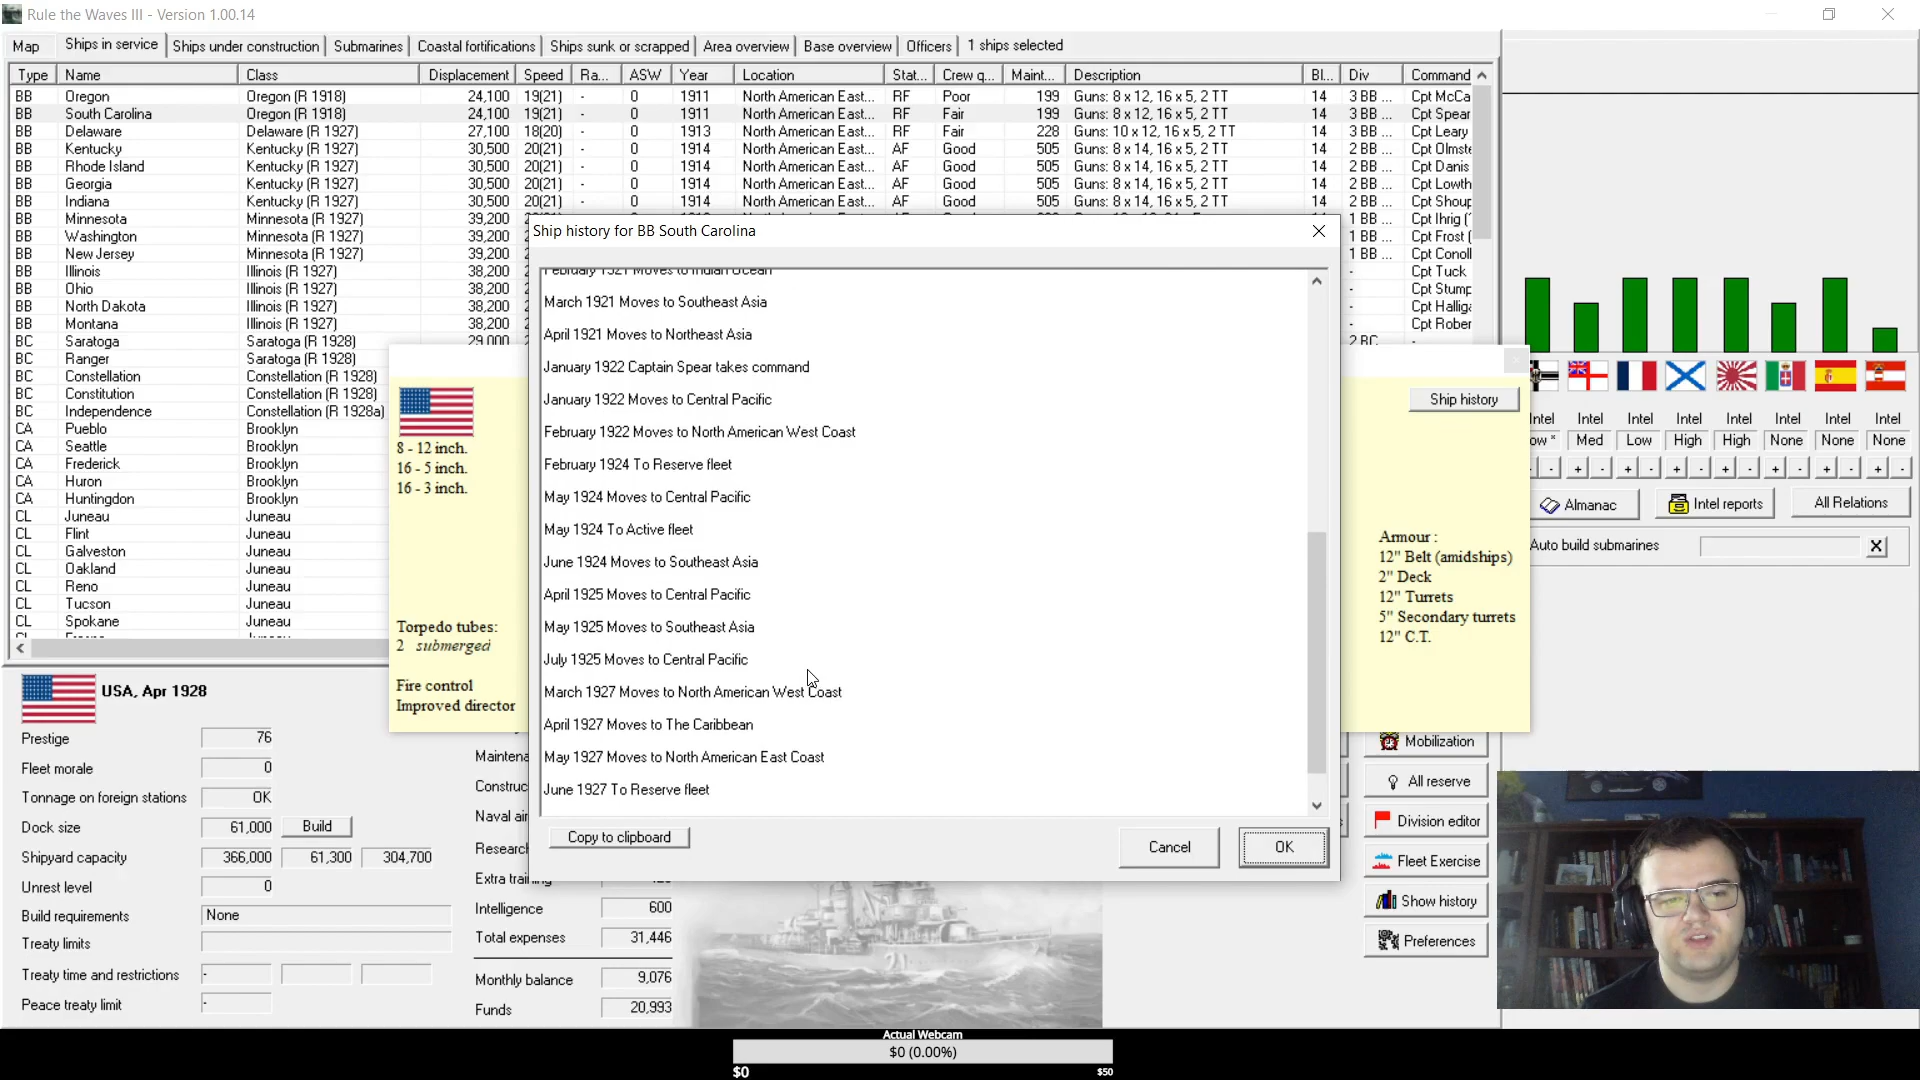 Rule the Waves III - Version 1.00.14
Map Ships in service Ships under construction Submarines Coastal fortifications Ships sunk or scrapped Area overview Base overview Officers 1 ships selected
Type Name Class Displacement Speed Ra... ASW Year Location Stat... Crew q... Maint... Description Bl... Div Command
BB Oregon Oregon (R 1918) 24,100 19(21) - 0 1911 North American East... RF Poor 199 Guns: 8 x 12, 16 x 5, 2 TT 14 3 BB ... Cpt McCa
BB South Carolina Oregon (R 1918) 24,100 19(21) - 0 1911 North American East... RF Fair 199 Guns: 8 x 12, 16 x 5, 2 TT 14 3 BB ... Cpt Spear
BB Delaware Delaware (R 1927) 27,100 18(20) - 0 1913 North American East... RF Fair 228 Guns: 10 x 12, 16 x 5, 2 TT 14 3 BB ... Cpt Leary
BB Kentucky Kentucky (R 1927) 30,500 20(21) - 0 1914 North American East... AF Good 505 Guns: 8 x 14, 16 x 5, 2 TT 14 2 BB ... Cpt Olmste
BB Rhode Island Kentucky (R 1927) 30,500 20(21) - 0 1914 North American East... AF Good 505 Guns: 8 x 14, 16 x 5, 2 TT 14 2 BB ... Cpt Danis
BB Georgia Kentucky (R 1927) 30,500 20(21) - 0 1914 North American East... AF Good 505 Guns: 8 x 14, 16 x 5, 2 TT 14 2 BB ... Cpt Lowth
BB Indiana Kentucky (R 1927) 30,500 20(21) - 0 1914 North American East... AF Good 505 Guns: 8 x 14, 16 x 5, 2 TT 14 2 BB ... Cpt Shoup
BB Minnesota Minnesota (R 1927) 39,200 1 BB ... Cpt Ihrig (
BB Washington Minnesota (R 1927) 39,200 1 BB ... Cpt Frost (
BB New Jersey Minnesota (R 1927) 39,200 1 BB ... Cpt Conoll
BB Illinois Illinois (R 1927) 38,200 - Cpt Tuck
BB Ohio Illinois (R 1927) 38,200 - Cpt Stump
BB North Dakota Illinois (R 1927) 38,200 - Cpt Halliga
BB Montana Illinois (R 1927) 38,200 - Cpt Rober
BC Saratoga Saratoga (R 1928) 29,000 2 BC -
BC Ranger Saratoga (R 1928)
BC Constellation Constellation (R 1928)
BC Constitution Constellation (R 1928)
BC Independence Constellation (R 1928a)
CA Pueblo Brooklyn
CA Seattle Brooklyn
CA Frederick Brooklyn
CA Huron Brooklyn
CA Huntingdon Brooklyn
CL Juneau Juneau
CL Flint Juneau
CL Galveston Juneau
CL Oakland Juneau
CL Reno Juneau
CL Tucson Juneau
CL Spokane Juneau
Ship history for BB South Carolina
February 1921 Moves to Indian Ocean
March 1921 Moves to Southeast Asia
April 1921 Moves to Northeast Asia
January 1922 Captain Spear takes command
January 1922 Moves to Central Pacific
February 1922 Moves to North American West Coast
February 1924 To Reserve fleet
May 1924 Moves to Central Pacific
May 1924 To Active fleet
June 1924 Moves to Southeast Asia
April 1925 Moves to Central Pacific
May 1925 Moves to Southeast Asia
July 1925 Moves to Central Pacific
March 1927 Moves to North American West Coast
April 1927 Moves to The Caribbean
May 1927 Moves to North American East Coast
June 1927 To Reserve fleet
Copy to clipboard Cancel OK
8 - 12 inch.
16 - 5 inch.
16 - 3 inch.
Torpedo tubes:
2 submerged
Fire control
Improved director
Ship history
Armour :
12" Belt (amidships)
2" Deck
12" Turrets
5" Secondary turrets
12" C.T.
Intel Intel Intel Intel Intel Intel Intel Intel
ow * Med Low High High None None None
- + - + - + - + - + - + - + -
Almanac Intel reports All Relations
Auto build submarines X
USA, Apr 1928
Prestige 76
Fleet morale 0
Tonnage on foreign stations OK
Dock size 61,000 Build
Shipyard capacity 366,000 61,300 304,700
Unrest level 0
Build requirements None
Treaty limits
Treaty time and restrictions -
Peace treaty limit -
Maintena
Construc
Naval air
Research
Extra trai
Intelligence 600
Total expenses 31,446
Monthly balance 9,076
Funds 20,993
Mobilization
All reserve
Division editor
Fleet Exercise
Show history
Preferences
Actual Webcam
$0 (0.00%)
$0 $50